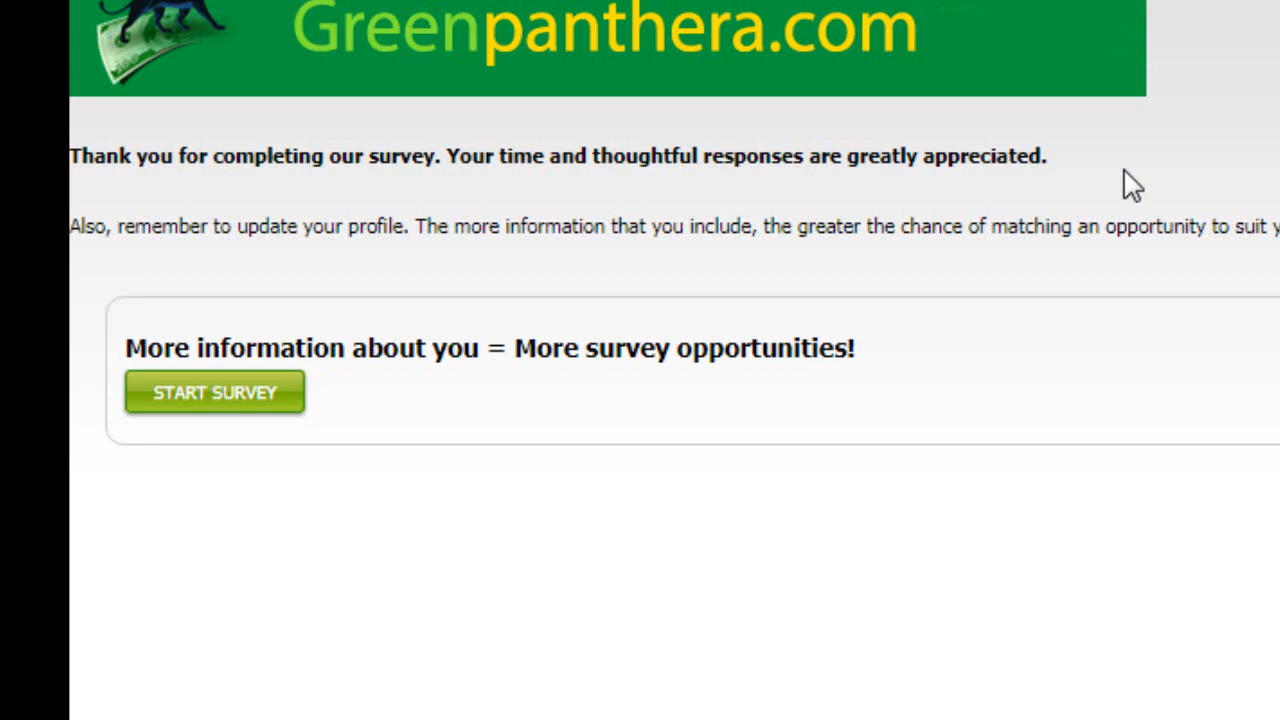 Greenpanthera.com
Thank you for completing our survey. Your time and thoughtful responses are greatly appreciated.
Also, remember to update your profile. The more information that you include, the greater the chance of matching an opportunity to suit
More information about you = More survey opportunities!
START SURVEY